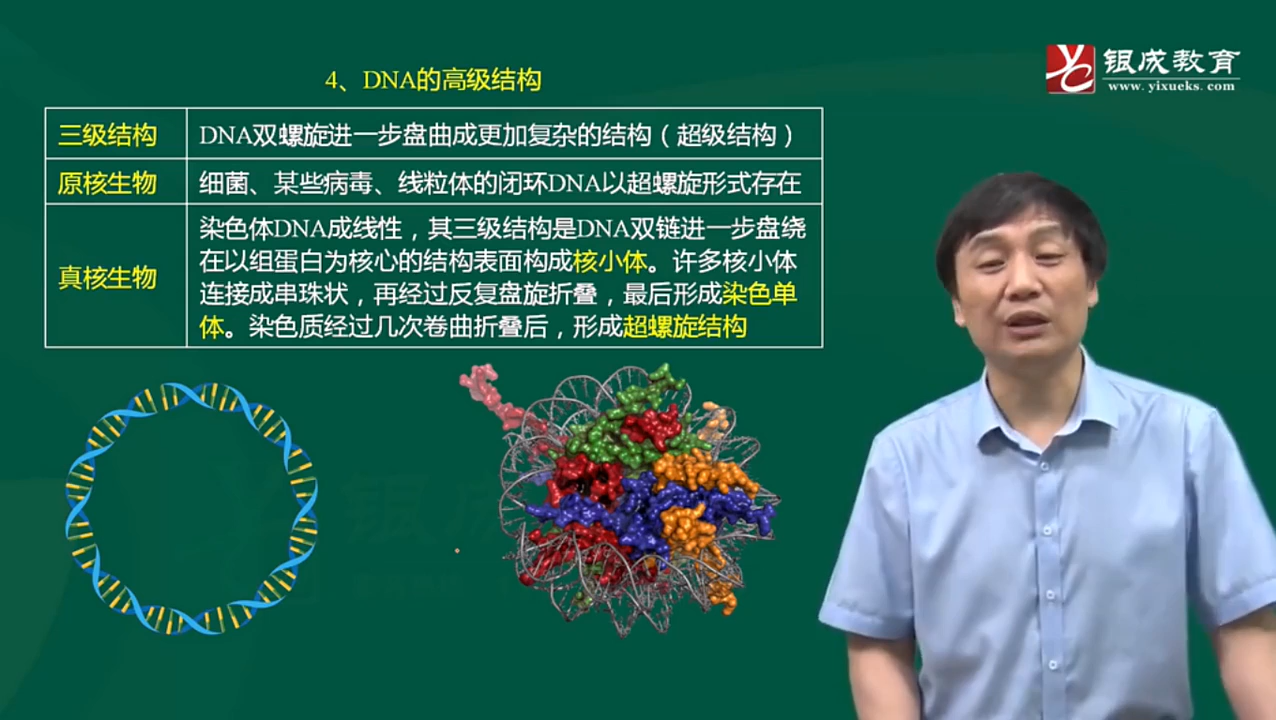 银成教育
www.yixueks.com
4、DNA的高级结构
三级结构
DNA双螺旋进一步盘曲成更加复杂的结构（超级结构）
原核生物
细菌、某些病毒、线粒体的闭环DNA以超螺旋形式存在
真核生物
染色体DNA成线性，其三级结构是DNA双链进一步盘绕
在以组蛋白为核心的结构表面构成核小体。许多核小体
连接成串珠状，再经过反复盘旋折叠，最后形成染色单
体。染色质经过几次卷曲折叠后，形成超螺旋结构
银成